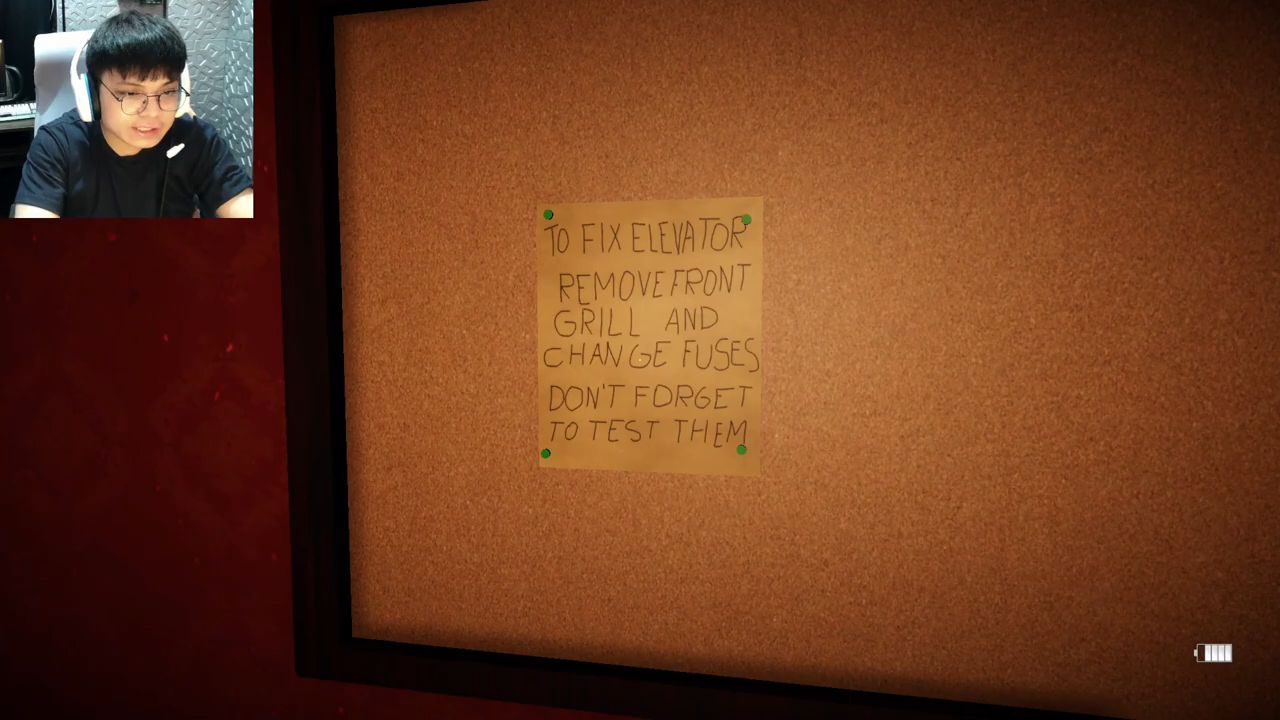 TO FIX ELEVATOR
REMOVE FRONT
GRILL AND
CHANGE FUSES
DON'T FORGET
TO TEST THEM